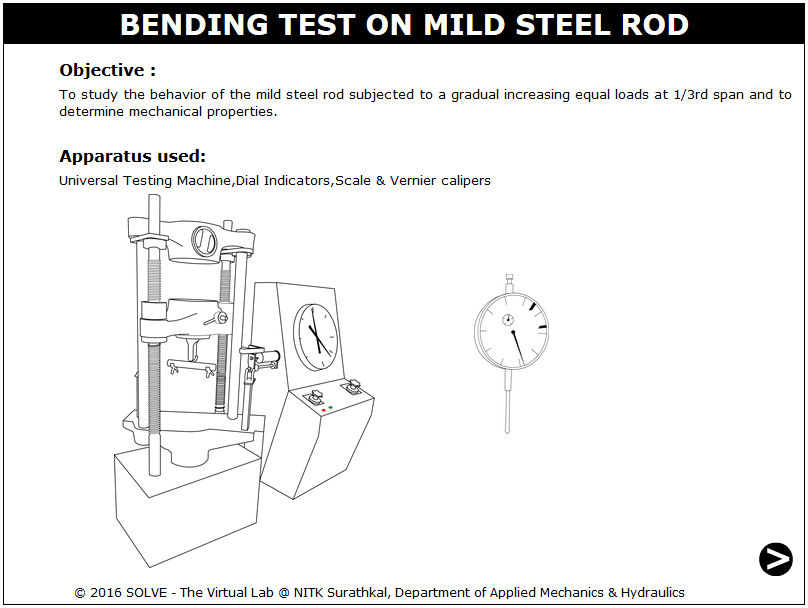 BENDING TEST ON MILD STEEL ROD
Objective :
To study the behavior of the mild steel rod subjected to a gradual increasing equal loads at 1/3rd span and to
determine mechanical properties.
Apparatus used:
Universal Testing Machine,Dial Indicators,Scale & Vernier calipers
© 2016 SOLVE - The Virtual Lab @ NITK Surathkal, Department of Applied Mechanics & Hydraulics